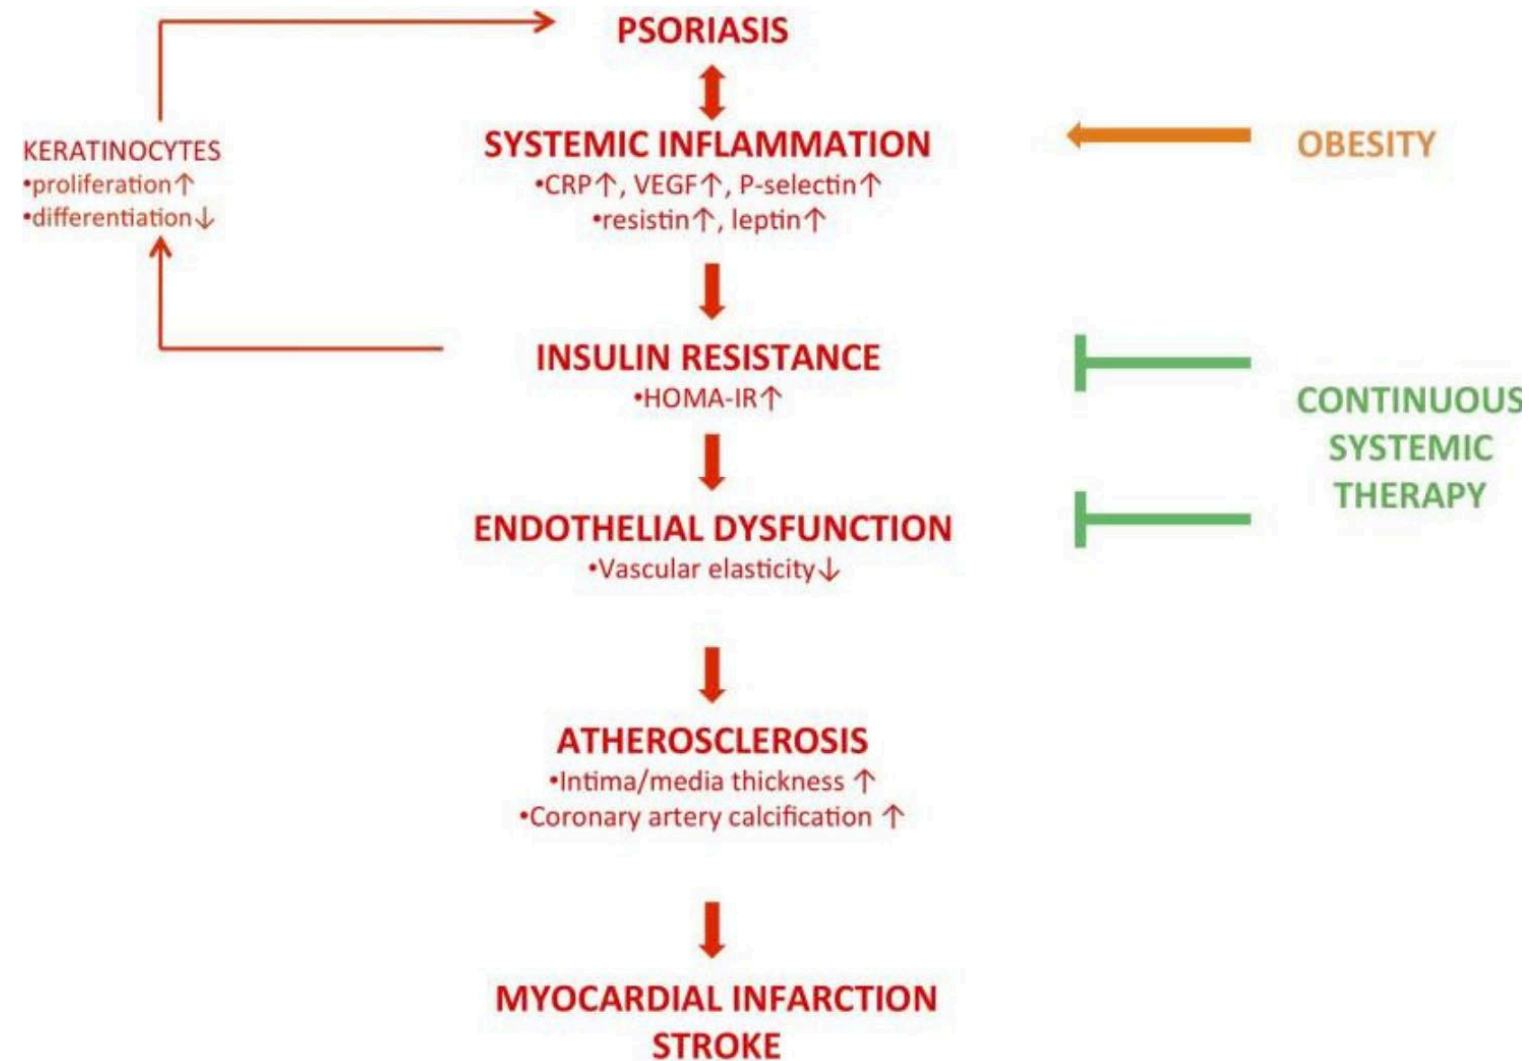 PSORIASIS
KERATINOCYTES
•proliferation↑
•differentiation↓
SYSTEMIC INFLAMMATION
•CRP↑, VEGF↑, P-selectin↑
•resistin↑, leptin↑
OBESITY
INSULIN RESISTANCE
•HOMA-IR↑
CONTINUOUS
SYSTEMIC
THERAPY
ENDOTHELIAL DYSFUNCTION
•Vascular elasticity↓
ATHEROSCLEROSIS
•Intima/media thickness ↑
•Coronary artery calcification ↑
MYOCARDIAL INFARCTION
STROKE